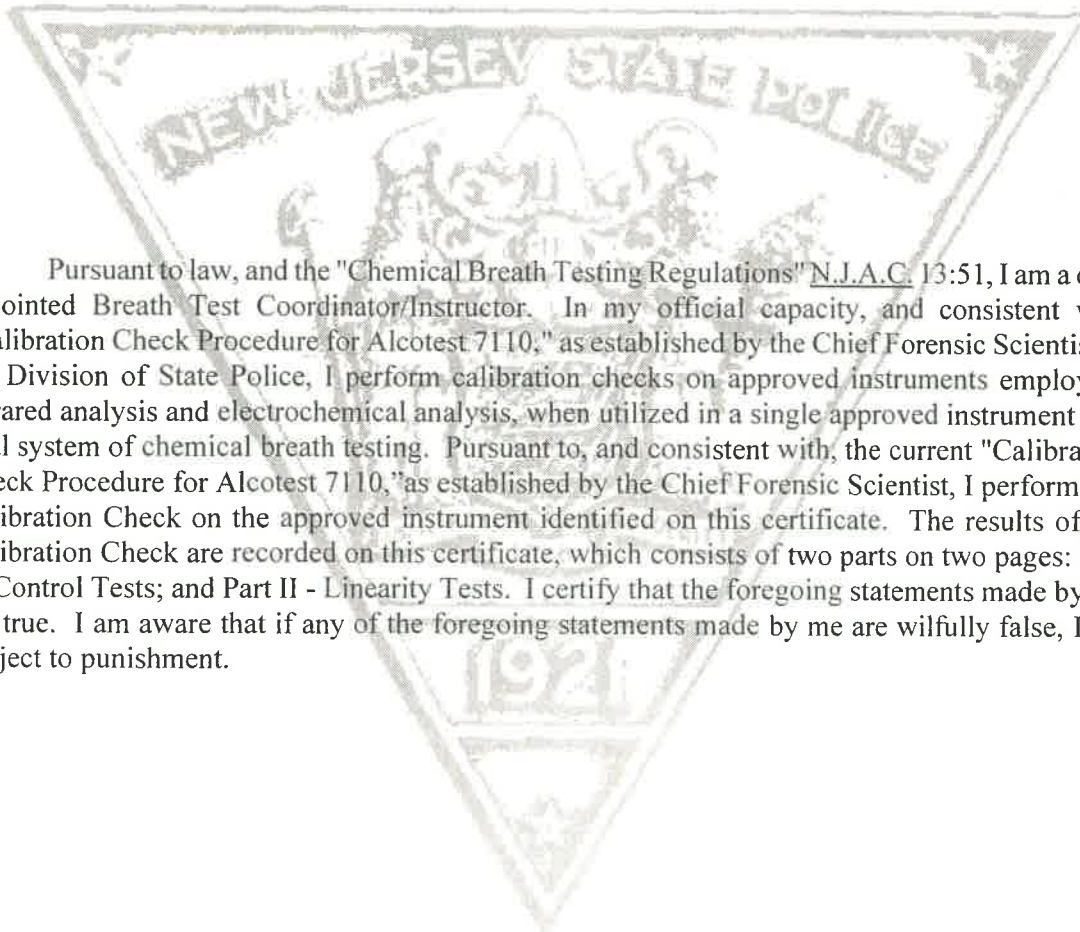 NEW JERSEY STATE POLICE
Pursuant to law, and the "Chemical Breath Testing Regulations" N.J.A.C. 13:51, I am a
ointed Breath Test Coordinator/Instructor. In my official capacity, and consistent
alibration Check Procedure for Alcotest 7110," as established by the Chief Forensic Scientis
Division of State Police, I perform calibration checks on approved instruments employ
rared analysis and electrochemical analysis, when utilized in a single approved instrument
l system of chemical breath testing. Pursuant to, and consistent with, the current "Calibra
eck Procedure for Alcotest 7110,"as established by the Chief Forensic Scientist, I perform
ibration Check on the approved instrument identified on this certificate. The results of
ibration Check are recorded on this certificate, which consists of two parts on two pages:
Control Tests; and Part II - Linearity Tests. I certify that the foregoing statements made by
true. I am aware that if any of the foregoing statements made by me are wilfully false, I
ject to punishment.
1921